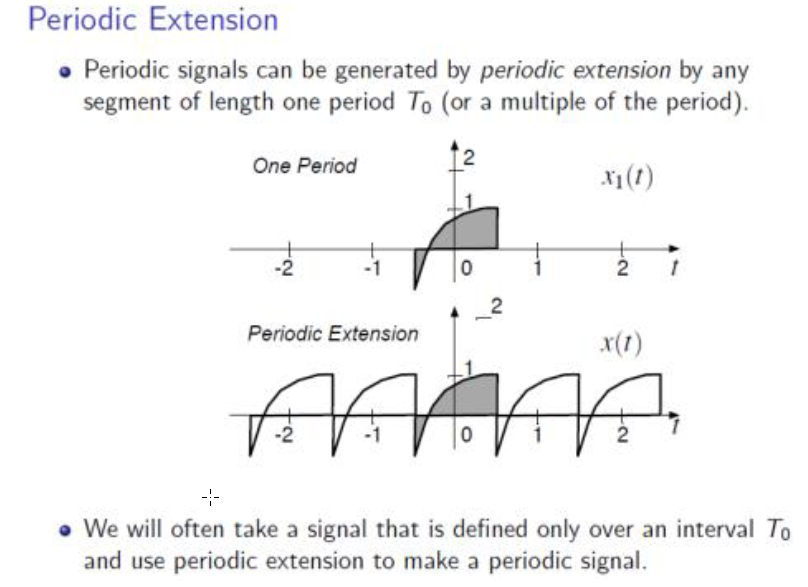 Periodic Extension
• Periodic signals can be generated by periodic extension by any
segment of length one period T₀ (or a multiple of the period).
One Period
2
x₁(t)
1
-2 -1 0 1 2 t
2
Periodic Extension
x(t)
1
-2 -1 0 1 2 t
• We will often take a signal that is defined only over an interval T₀
and use periodic extension to make a periodic signal.